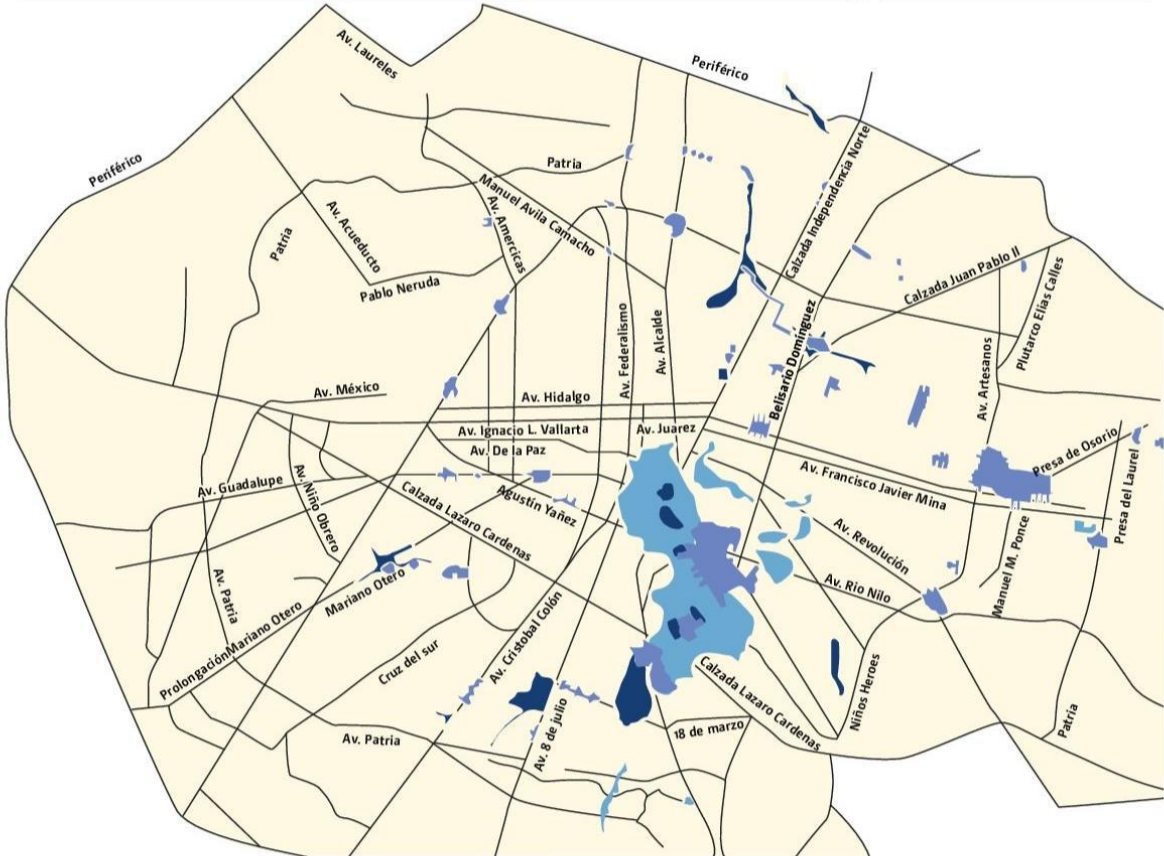 Av. Laureles
Periférico
Periférico
Patria
Manuel Avila Camacho
Av. Amercicas
Av. Acueducto
Patria
Pablo Neruda
Calzada Independencia Norte
Calzada Juan Pablo II
Plutarco Elias Calles
Av. Federalismo
Av. Alcalde
Belisario Domínguez
Av. Artesanos
Av. México
Av. Hidalgo
Av. Ignacio L. Vallarta
Av. Juarez
Av. De la Paz
Av. Guadalupe
Av. Niño Obrero
Calzada Lazaro Cardenas
Agustín Yañez
Av. Francisco Javier Mina
Presa de Osorio
Presa del Laurel
Av. Revolución
Manuel M. Ponce
Av. Rio Nilo
Av. Patria
Mariano Otero
ProlongaciónMariano Otero
Av. Cristobal Colón
Cruz del sur
Calzada Lazaro Cardenas
Niños Heroes
Av. Patria
Av. 8 de julio
18 de marzo
Patria